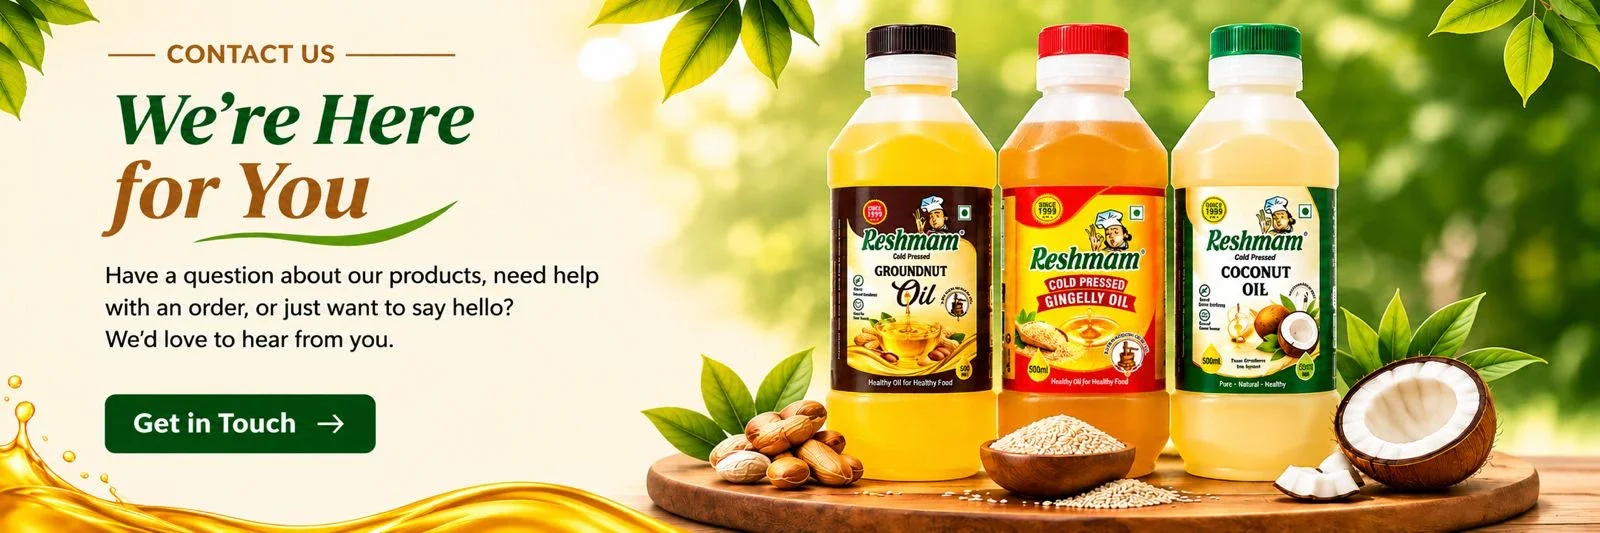 CONTACT US
We're Here
for You
Have a question about our products, need help
with an order, or just want to say hello?
We'd love to hear from you.
Get in Touch
SINCE
1999
Reshmam
Cold Pressed
GROUNDNUT
Oil
500
Healthy Oil for Healthy Food
SINCE
1999
Reshmam
COLD PRESSED
GINGELLY OIL
500ml
Healthy Oil for Healthy Food
1999
Reshmam
Cold Pressed
COCONUT
OIL
500ml
Pure - Natural - Healthy